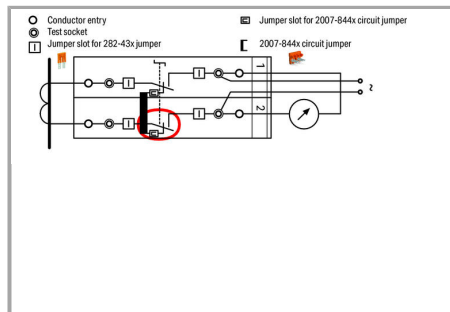 Conductor entry
Test socket
Jumper slot for 282-43x jumper
Jumper slot for 2007-844x circuit jumper
2007-844x circuit jumper
1
2
~